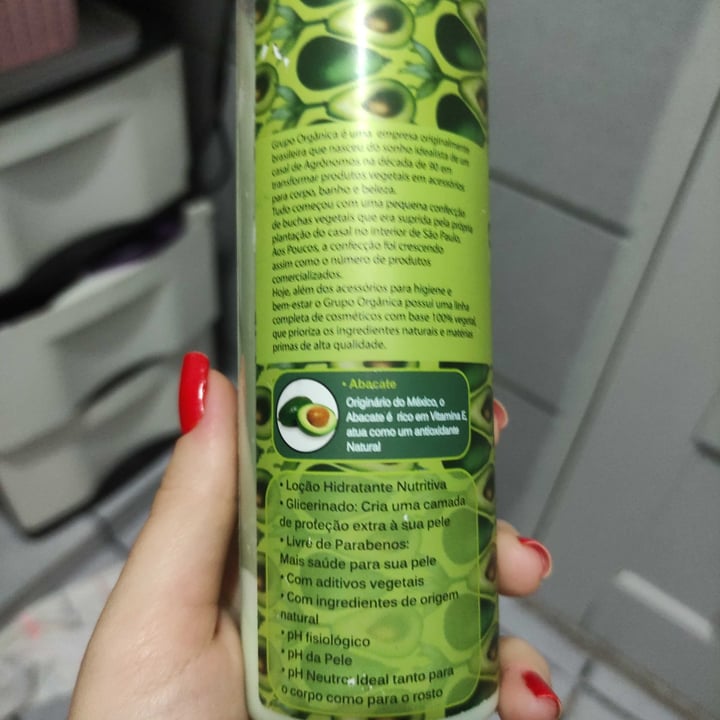 Grupo Orgânica é uma empresa originalmente
brasileira que nasceu do sonho idealista de um
casal de Agrônomos na década de 90 em
transformar produtos vegetais em acessórios
para corpo, banho e beleza.
Tudo começou com uma pequena confecção
de buchas vegetais que era suprida pela própria
plantação do casal no interior de São Paulo.
Aos Poucos, a confecção foi crescendo
assim como o número de produtos
comercializados.
Hoje, além dos acessórios para higiene e
bem-estar o Grupo Orgânica possui uma linha
completa de cosméticos com base 100% vegetal,
que prioriza os ingredientes naturais e matérias
primas de alta qualidade.
• Abacate
Originário do México, o
Abacate é rico em Vitamina E,
atua como um antioxidante
Natural
• Loção Hidratante Nutritiva
• Glicerinado: Cria uma camada
de proteção extra à sua pele
• Livre de Parabenos:
Mais saúde para sua pele
• Com aditivos vegetais
• Com ingredientes de origem
natural
• pH fisiológico
• pH da Pele
• pH Neutro: Ideal tanto para
o corpo como para o rosto